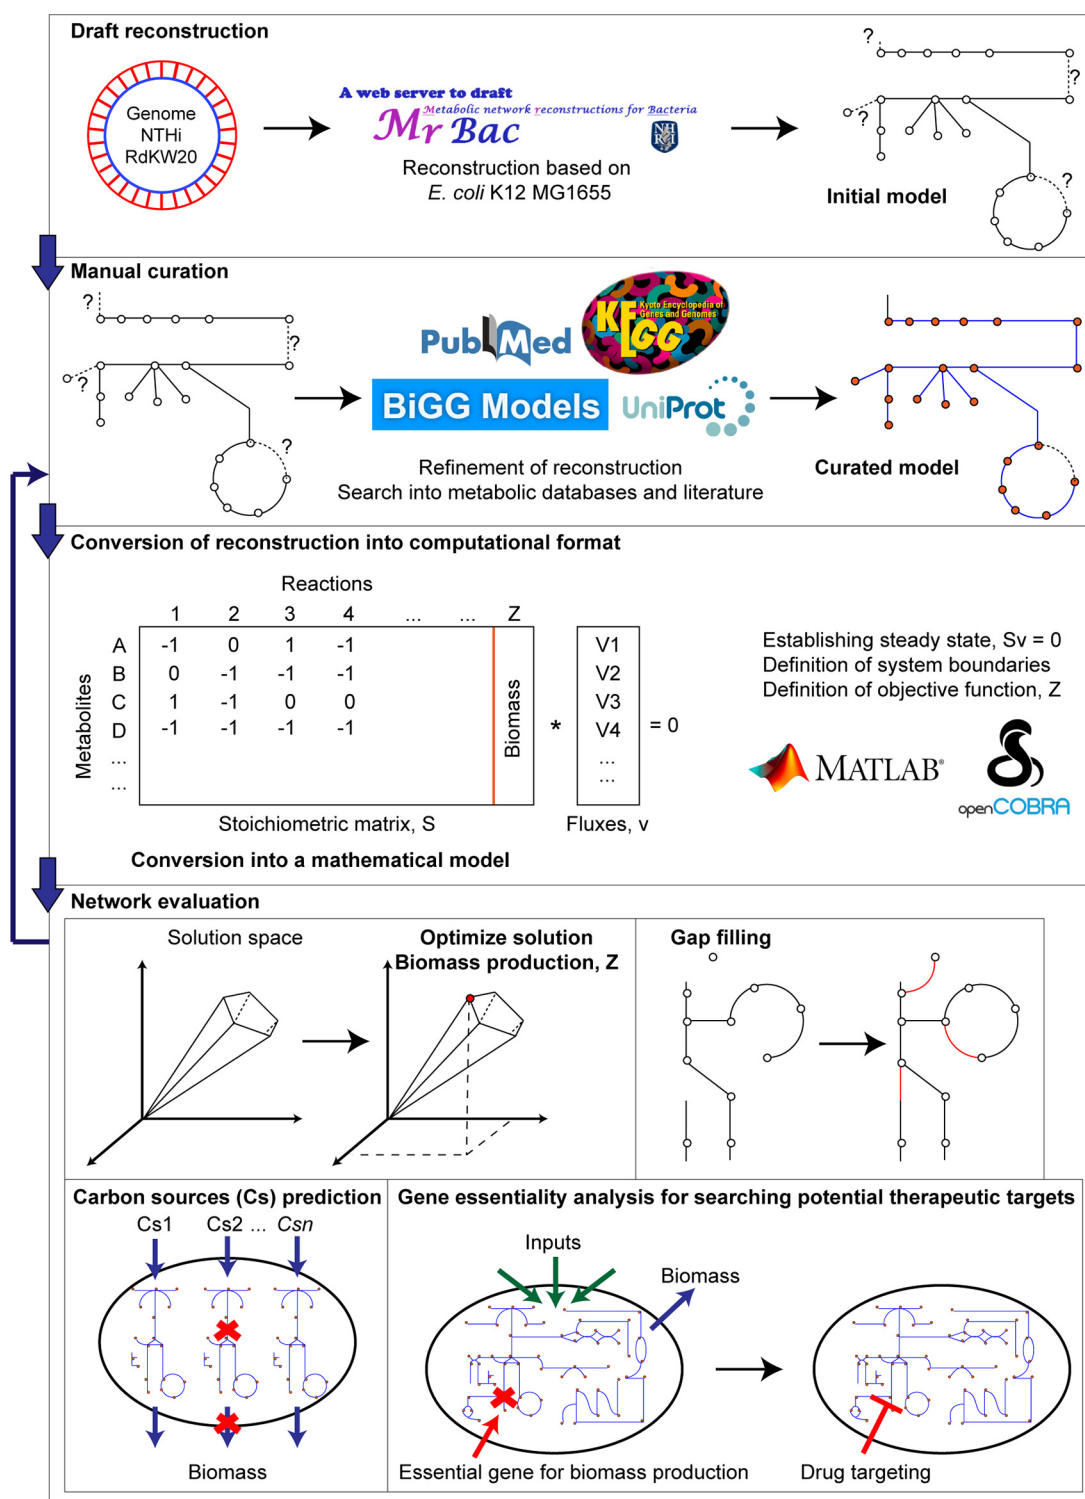 Draft reconstruction
Genome
NTHi
RdKW20
A web server to draft
Metabolic network reconstructions for Bacteria
Mr Bac
NHRI
Reconstruction based on
E. coli K12 MG1655
?
?
?
?
Initial model
Manual curation
?
?
?
?
PubMed
KEGG
Kyoto Encyclopedia of
Genes and Genomes
BiGG Models
UniProt
Refinement of reconstruction
Search into metabolic databases and literature
Curated model
Conversion of reconstruction into computational format
Reactions
1 2 3 4 ... ... Z
Metabolites
A -1 0 1 -1
B 0 -1 -1 -1
C 1 -1 0 0
D -1 -1 -1 -1
...
...
Biomass
*
V1
V2
V3
V4
...
...
= 0
Stoichiometric matrix, S
Fluxes, v
Establishing steady state, Sv = 0
Definition of system boundaries
Definition of objective function, Z
MATLAB®
openCOBRA
Conversion into a mathematical model
Network evaluation
Solution space
Optimize solution
Biomass production, Z
Gap filling
Carbon sources (Cs) prediction
Cs1 Cs2 ... Csn
Biomass
Gene essentiality analysis for searching potential therapeutic targets
Inputs
Biomass
Essential gene for biomass production
Drug targeting